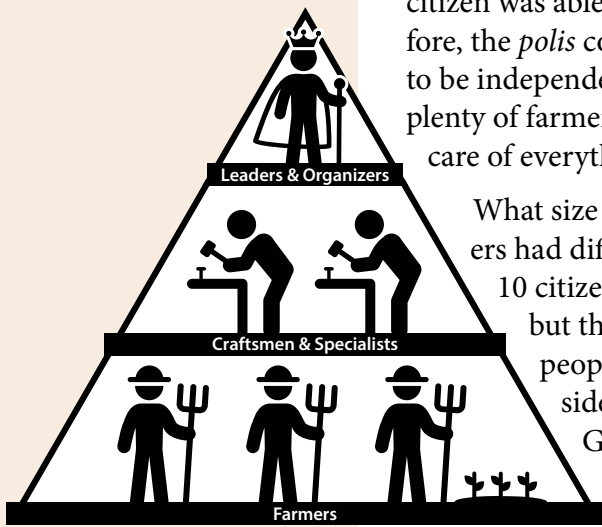 citizen was able
fore, the polis co
to be independe
plenty of farmer
care of everyth
What size
ers had dif
10 citize
but th
peop
side
G
Leaders & Organizers
Craftsmen & Specialists
Farmers